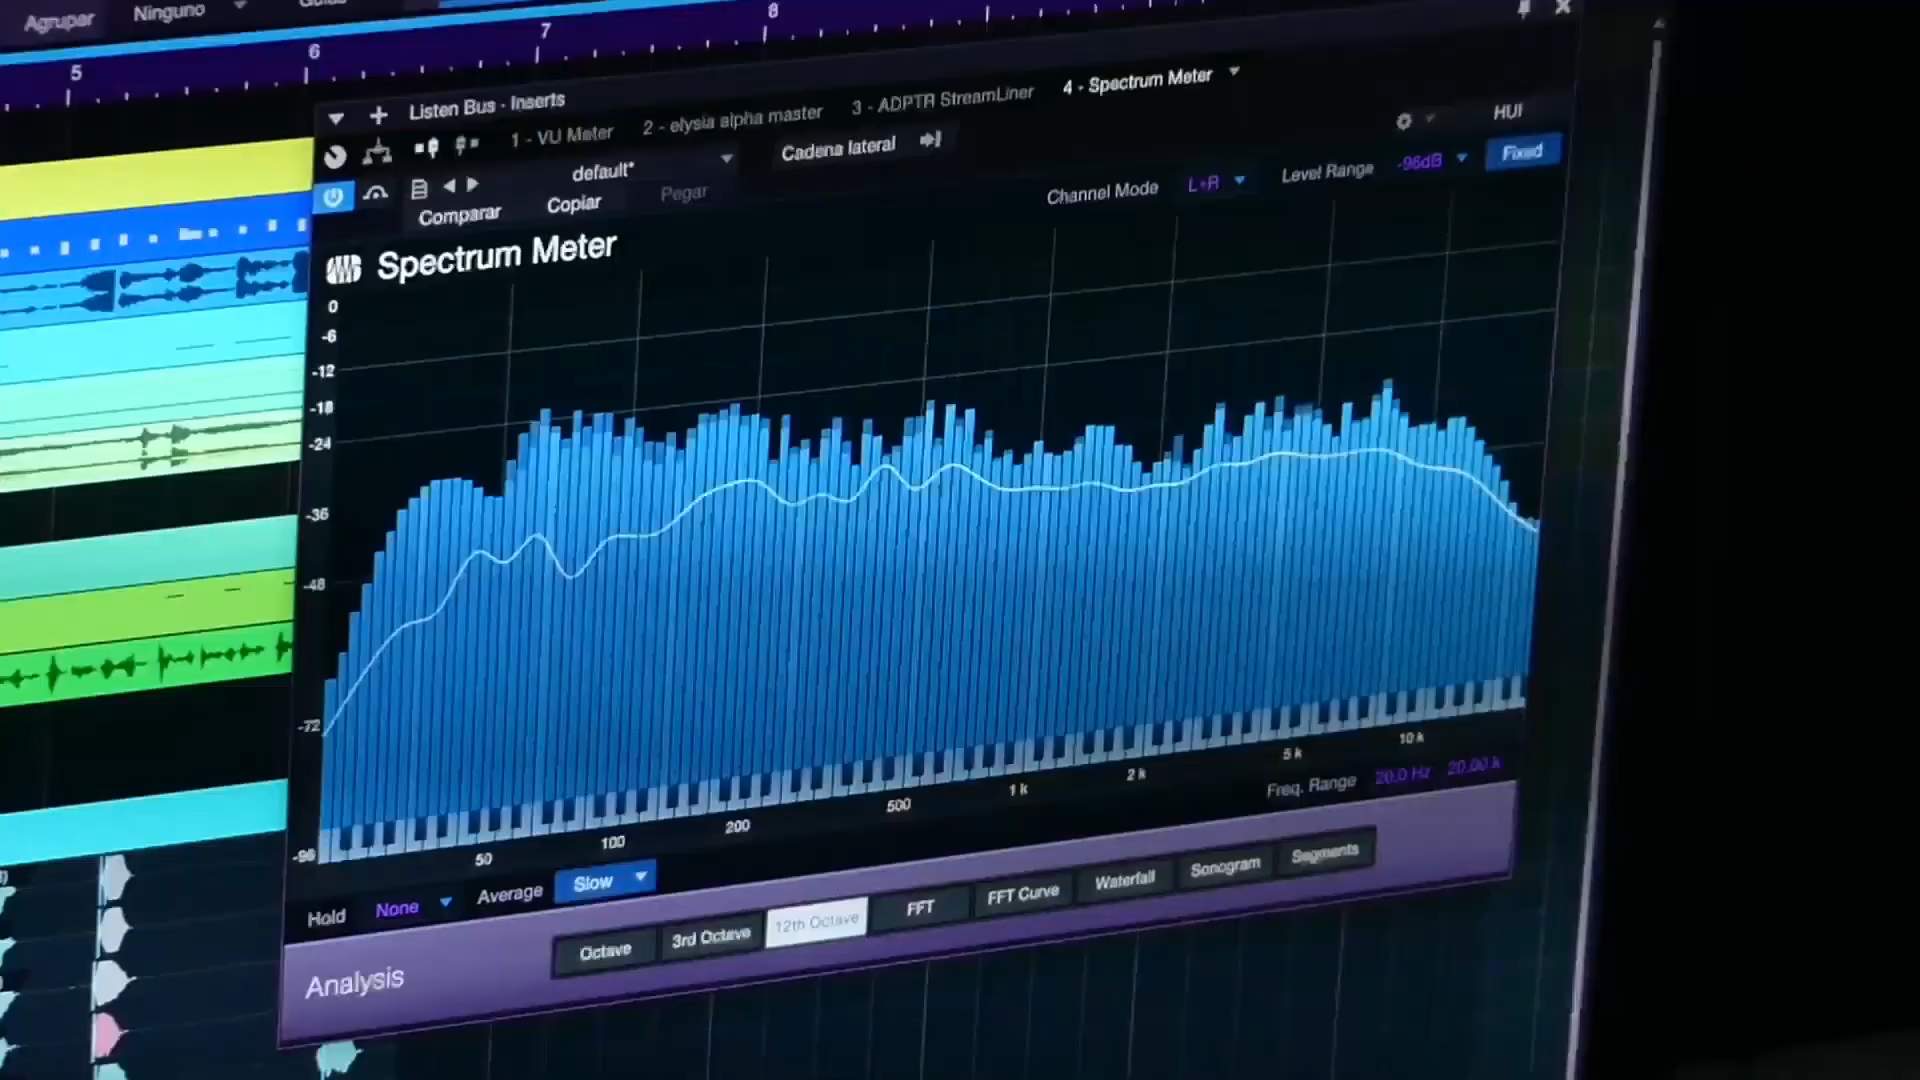 Agrupar Ninguno
5 6 7 8
Listen Bus - Inserts
1 - VU Meter 2 - elysia alpha master 3 - ADPTR StreamLiner 4 - Spectrum Meter
default* Cadena lateral HUI
Comparar Copiar Pegar
Channel Mode L+R Level Range -96dB Fixed
Spectrum Meter
0
-6
-12
-18
-24
-36
-48
-72
-96
50 100 200 500 1 k 2 k 5 k 10 k
Freq. Range 20.0 Hz 20.00 k
Hold None Average Slow
Octave 3rd Octave 12th Octave FFT FFT Curve Waterfall Sonogram Segments
Analysis